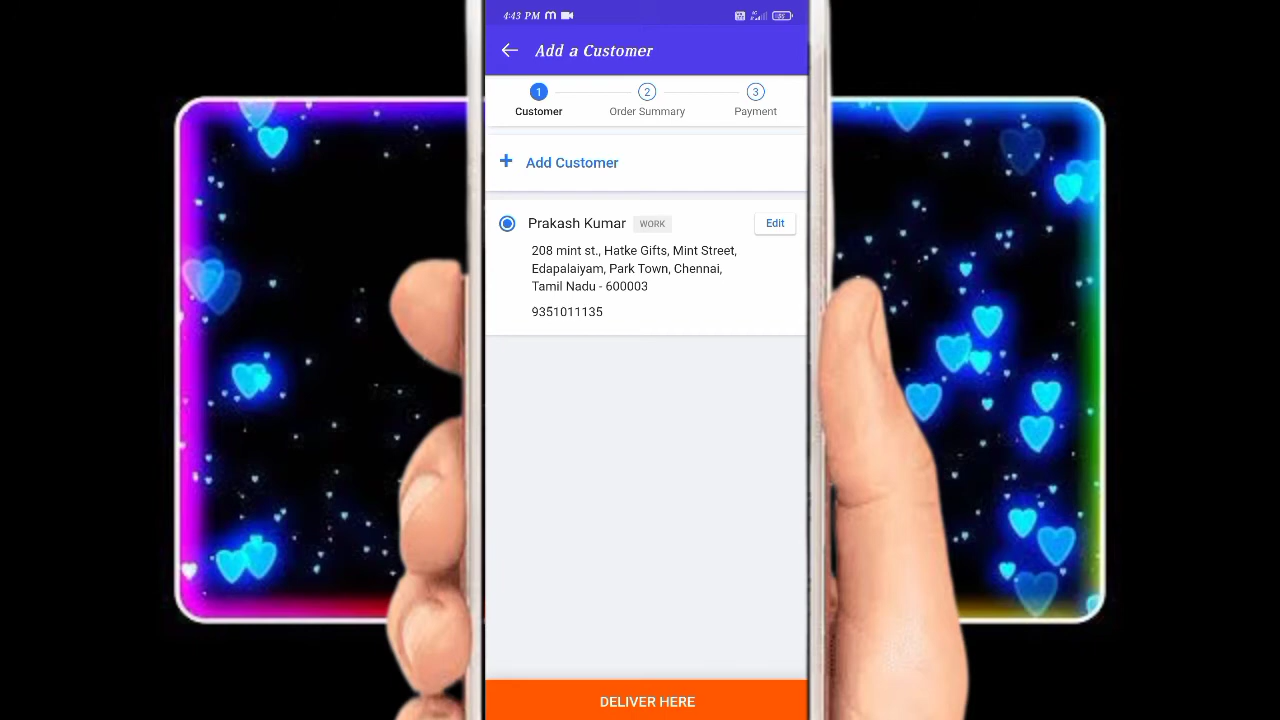 4:43 PM
Add a Customer
1 2 3
Customer Order Summary Payment
+ Add Customer
Prakash Kumar WORK Edit
208 mint st., Hatke Gifts, Mint Street,
Edapalaiyam, Park Town, Chennai,
Tamil Nadu - 600003
9351011135
DELIVER HERE